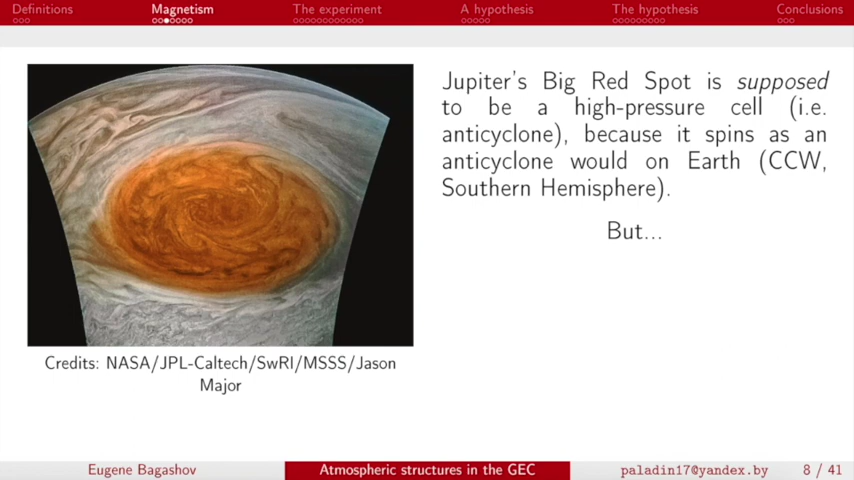 Definitions Magnetism The experiment A hypothesis The hypothesis Conclusions
Jupiter's Big Red Spot is supposed
to be a high-pressure cell (i.e.
anticyclone), because it spins as an
anticyclone would on Earth (CCW,
Southern Hemisphere).
But...
Credits: NASA/JPL-Caltech/SwRI/MSSS/Jason
Major
Eugene Bagashov Atmospheric structures in the GEC paladin17@yandex.by 8 / 41